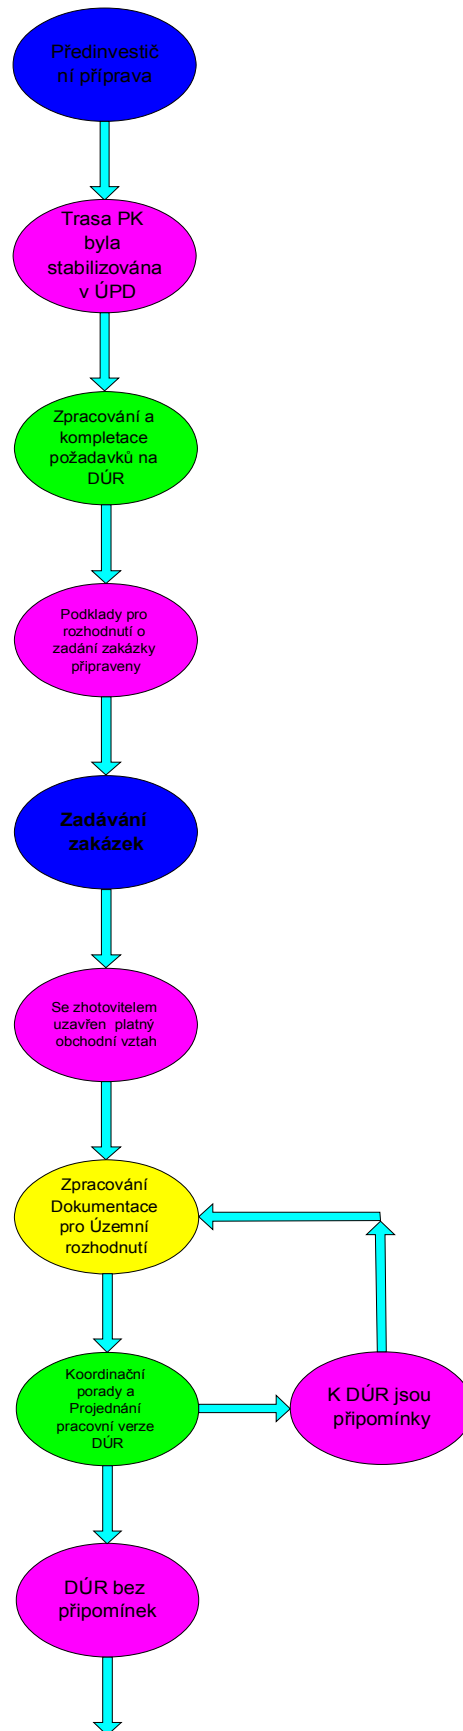 Předinvestič
ní příprava
Trasa PK
byla
stabilizována
v ÚPD
Zpracování a
kompletace
požadavků na
DÚR
Podklady pro
rozhodnutí o
zadání zakázky
připraveny
Zadávání
zakázek
Se zhotovitelem
uzavřen platný
obchodní vztah
Zpracování
Dokumentace
pro Územní
rozhodnutí
Koordinační
porady a
Projednání
pracovní verze
DÚR
K DÚR jsou
připomínky
DÚR bez
připomínek